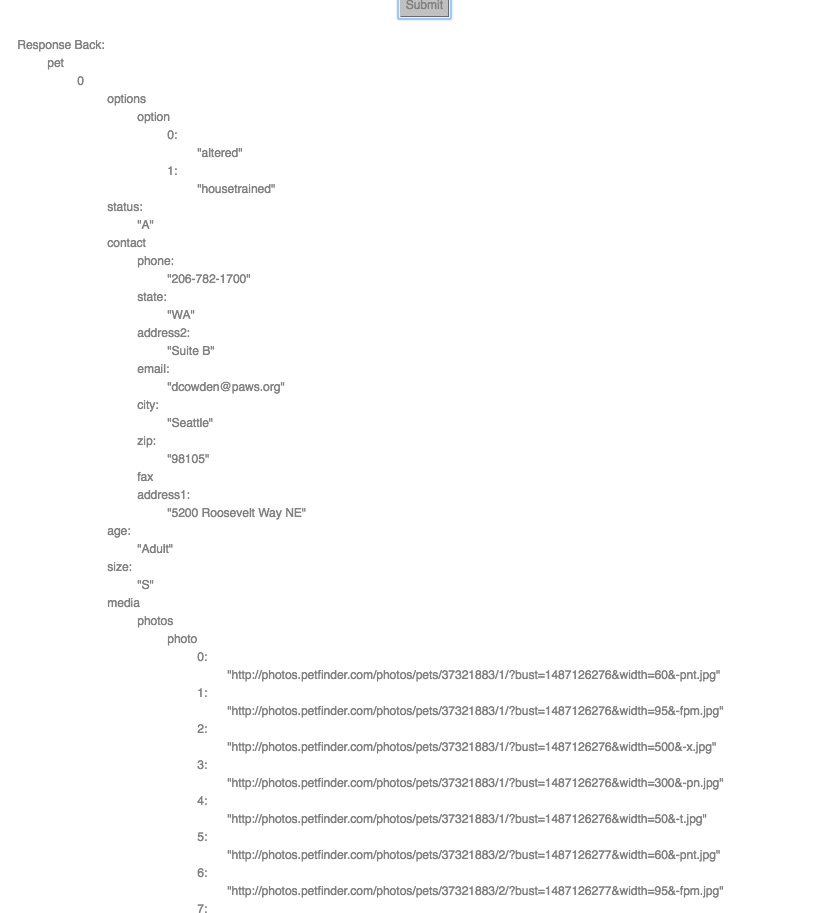 Submit
Response Back:
pet
0
options
option
0:
"altered"
1:
"housetrained"
status:
"A"
contact
phone:
"206-782-1700"
state:
"WA"
address2:
"Suite B"
email:
"dcowden@paws.org"
city:
"Seattle"
zip:
"98105"
fax
address1:
"5200 Roosevelt Way NE"
age:
"Adult"
size:
"S"
media
photos
photo
0:
"http://photos.petfinder.com/photos/pets/37321883/1/?bust=1487126276&width=60&-pnt.jpg"
1:
"http://photos.petfinder.com/photos/pets/37321883/1/?bust=1487126276&width=95&-fpm.jpg"
2:
"http://photos.petfinder.com/photos/pets/37321883/1/?bust=1487126276&width=500&-x.jpg"
3:
"http://photos.petfinder.com/photos/pets/37321883/1/?bust=1487126276&width=300&-pn.jpg"
4:
"http://photos.petfinder.com/photos/pets/37321883/1/?bust=1487126276&width=50&-t.jpg"
5:
"http://photos.petfinder.com/photos/pets/37321883/2/?bust=1487126277&width=60&-pnt.jpg"
6:
"http://photos.petfinder.com/photos/pets/37321883/2/?bust=1487126277&width=95&-fpm.jpg"
7: